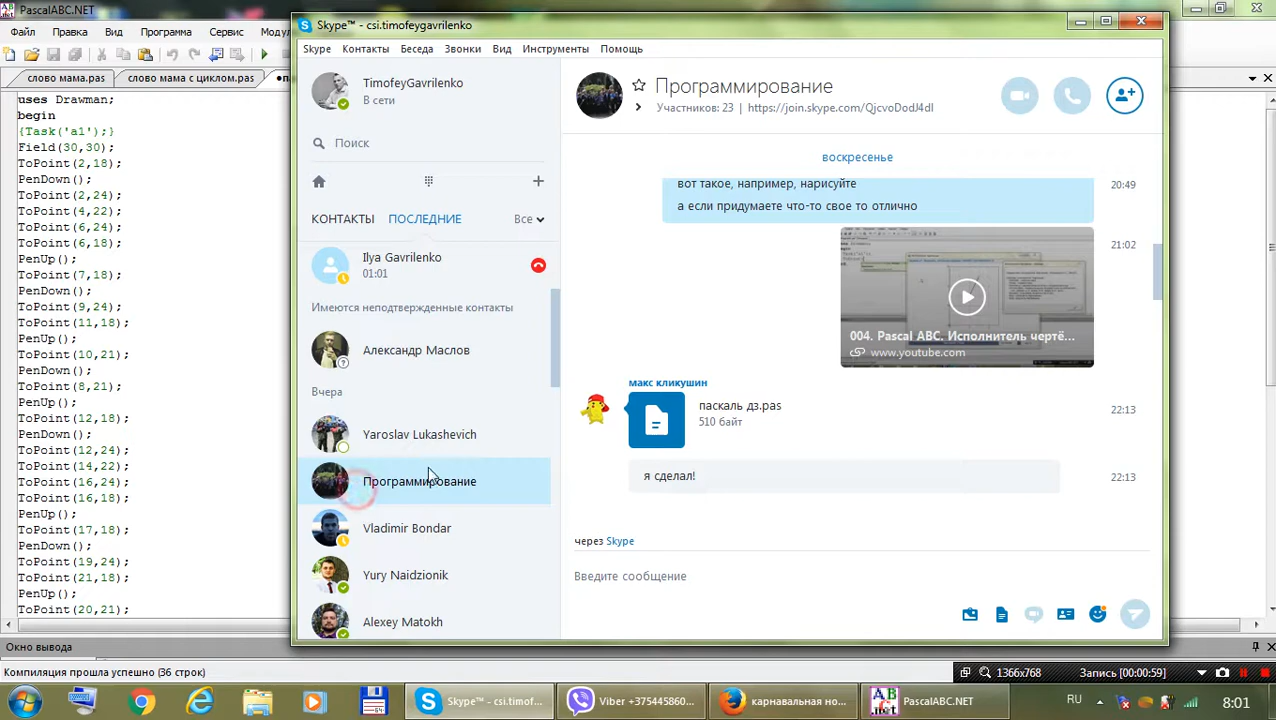 PascalABC.NET
Файл Правка Вид Программа Сервис Модул
слово мама.pas слово мама с циклом.pas
uses Drawman;
begin
{Task('a1');}
Field(30,30);
ToPoint(2,18);
PenDown();
ToPoint(2,24);
ToPoint(4,22);
ToPoint(6,24);
ToPoint(6,18);
PenUp();
ToPoint(7,18);
PenDown();
ToPoint(9,24);
ToPoint(11,18);
PenUp();
ToPoint(10,21);
PenDown();
ToPoint(8,21);
PenUp();
ToPoint(12,18);
PenDown();
ToPoint(12,24);
ToPoint(14,22);
ToPoint(16,24);
ToPoint(16,18);
PenUp();
ToPoint(17,18);
PenDown();
ToPoint(19,24);
ToPoint(21,18);
PenUp();
ToPoint(20,21);
Окно вывода
Компиляция прошла успешно (36 строк)
Skype™ - csi.timofeygavrilenko
Skype Контакты Беседа Звонки Вид Инструменты Помощь
TimofeyGavrilenko
В сети
Поиск
КОНТАКТЫ ПОСЛЕДНИЕ Все
Ilya Gavrilenko
01:01
Имеются неподтвержденные контакты
Александр Маслов
Вчера
Yaroslav Lukashevich
Программирование
Vladimir Bondar
Yury Naidzionik
Alexey Matokh
Программирование
Участников: 23 | https://join.skype.com/QjcvoDodJ4dl
воскресенье
вот такое, например, нарисуйте 20:49
а если придумаете что-то свое то отлично
21:02
004. Pascal ABC. Исполнитель чертё...
www.youtube.com
макс кликушин
паскаль дз.pas 22:13
510 байт
я сделал! 22:13
через Skype
Введите сообщение
1366x768 Запись [00:00:59]
Skype™ - csi.timof... Viber +375445860... карнавальная но... PascalABC.NET RU 8:01